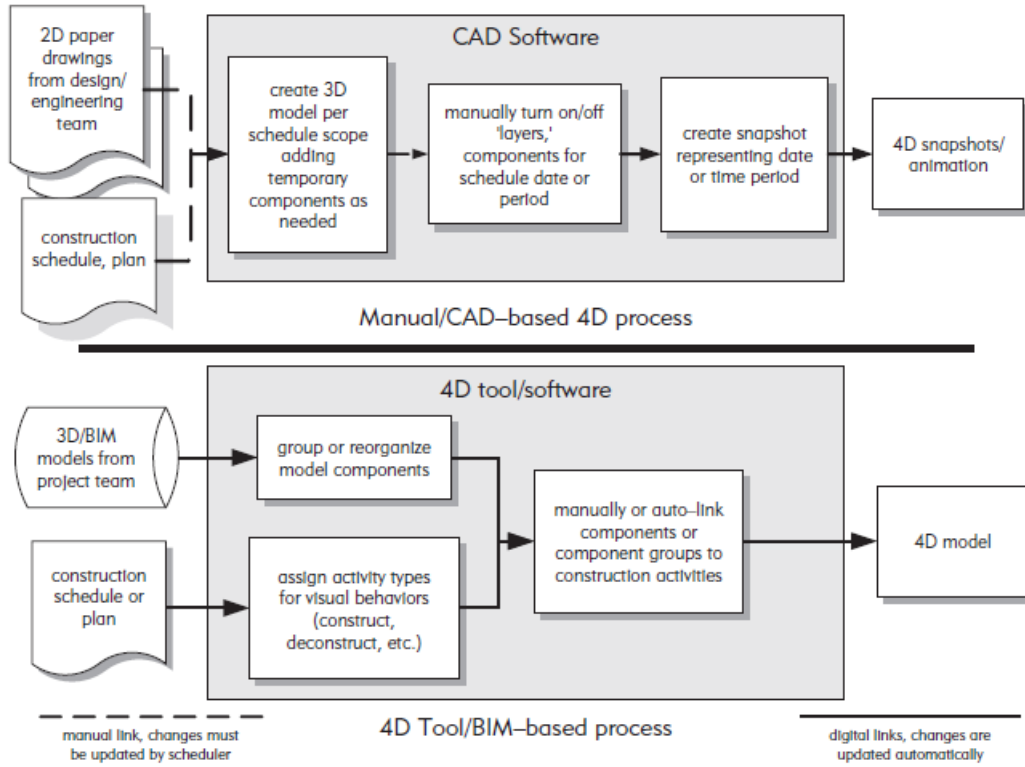 2D paper
drawings
from design/
engineering
team
construction
schedule, plan
CAD Software
create 3D
model per
schedule scope
adding
temporary
components as
needed
manually turn on/off
'layers,'
components for
schedule date or
period
create snapshot
representing date
or time period
4D snapshots/
animation
Manual/CAD–based 4D process
4D tool/software
3D/BIM
models from
project team
group or reorganize
model components
construction
schedule or
plan
assign activity types
for visual behaviors
(construct,
deconstruct, etc.)
manually or auto–link
components or
component groups to
construction activities
4D model
manual link, changes must
be updated by scheduler
4D Tool/BIM–based process
digital links, changes are
updated automatically